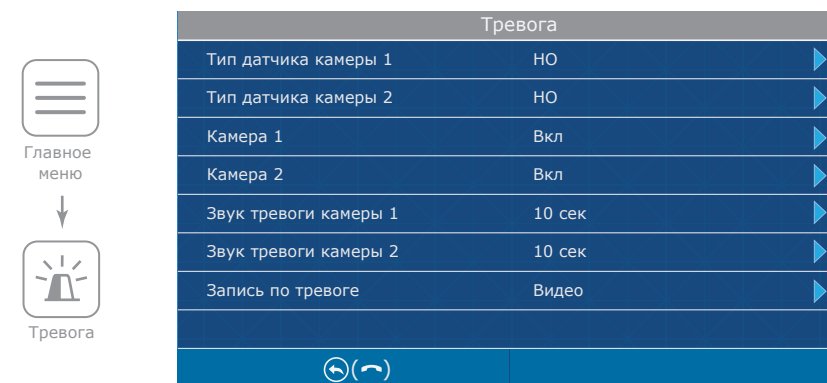 Главное
меню
Тревога
Тревога
Тип датчика камеры 1 НО
Тип датчика камеры 2 НО
Камера 1 Вкл
Камера 2 Вкл
Звук тревоги камеры 1 10 сек
Звук тревоги камеры 2 10 сек
Запись по тревоге Видео
( )